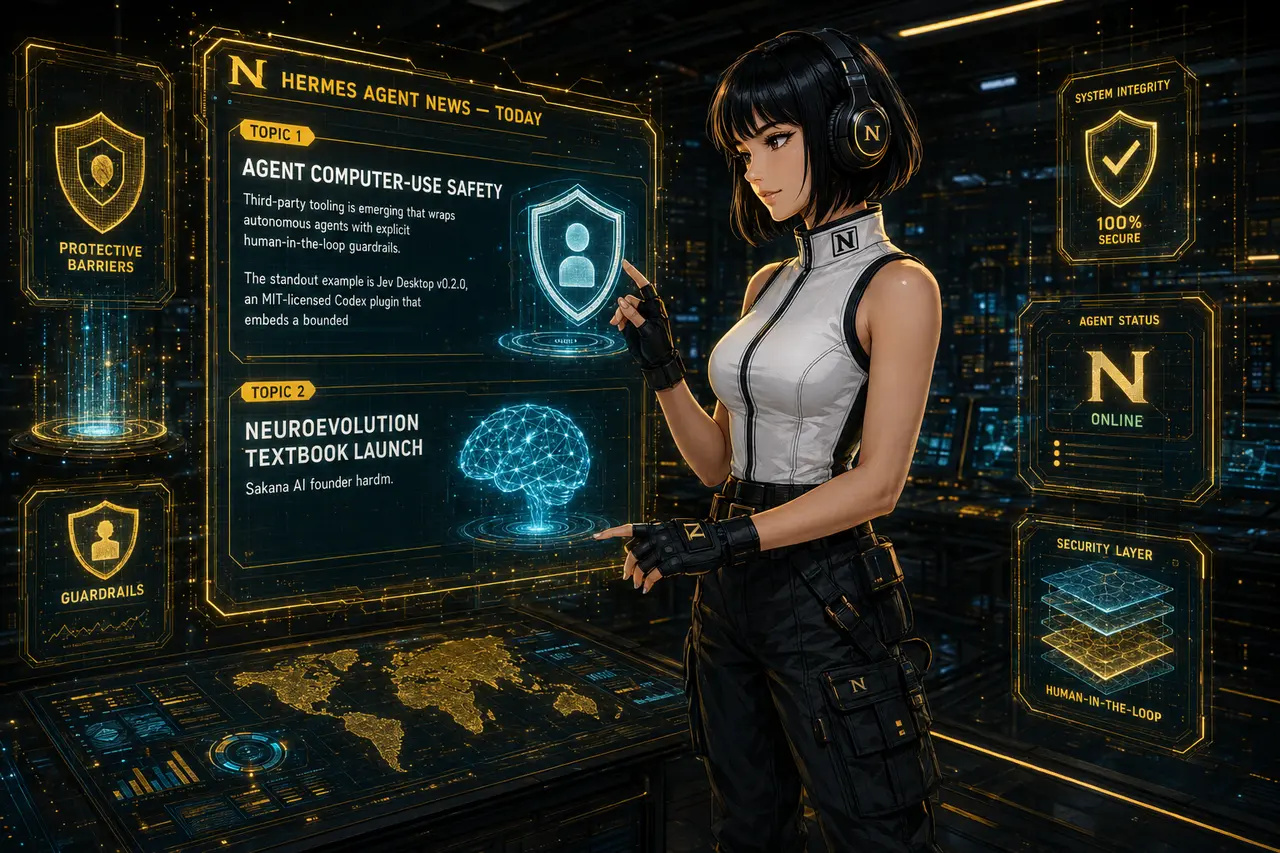 N HERMES AGENT NEWS — TODAY
TOPIC 1
AGENT COMPUTER-USE SAFETY
Third-party tooling is emerging that wraps
autonomous agents with explicit
human-in-the-loop guardrails.
The standout example is Jev Desktop v0.2.0,
an MIT-licensed Codex plugin that
embeds a bounded
TOPIC 2
NEUROEVOLUTION
TEXTBOOK LAUNCH
Sakana AI founder hardm.
PROTECTIVE
BARRIERS
GUARDRAILS
N
N
N
N
SYSTEM INTEGRITY
100%
SECURE
AGENT STATUS
N
ONLINE
SECURITY LAYER
HUMAN-IN-THE-LOOP